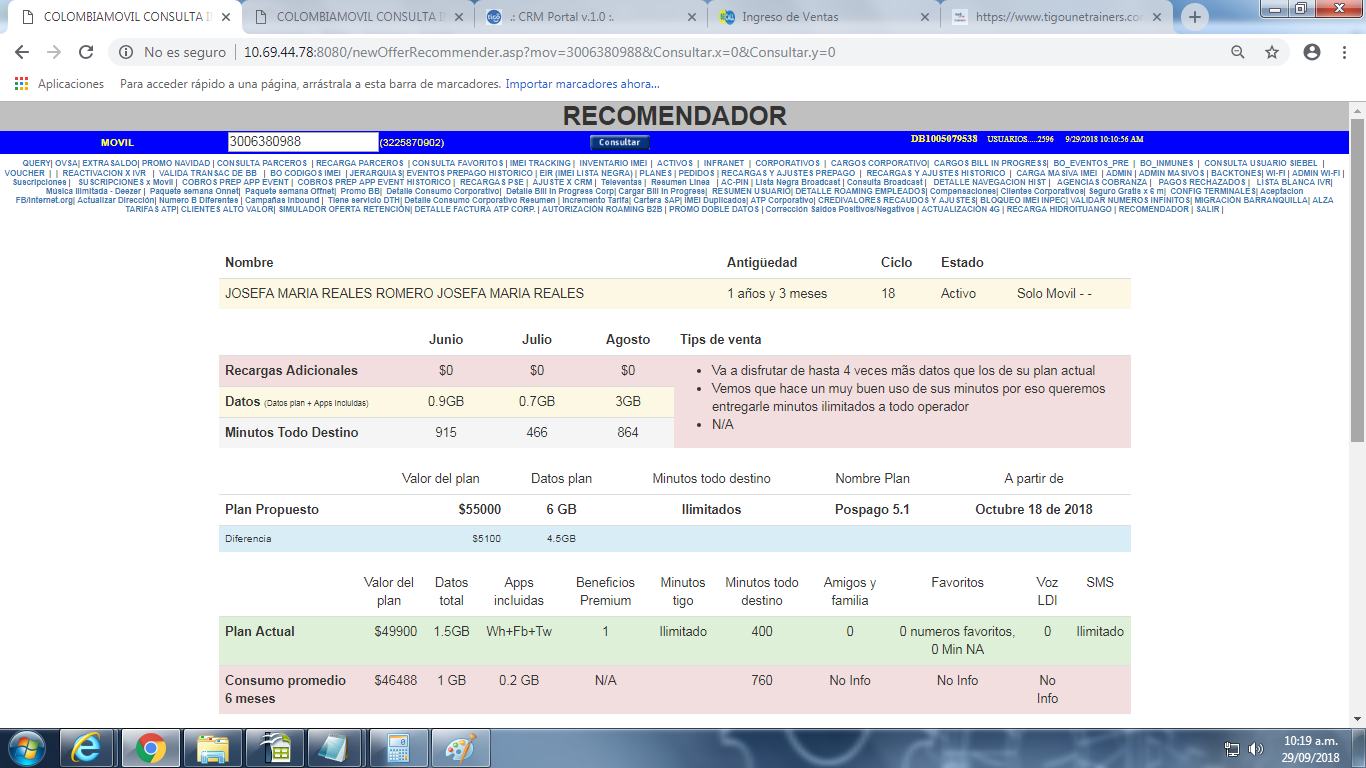 COLOMBIAMOVIL CONSULTA I
COLOMBIAMOVIL CONSULTA I
.: CRM Portal v.1.0 :.
Ingreso de Ventas
https://www.tigounetrainers.co
No es seguro | 10.69.44.78:8080/newOfferRecommender.asp?mov=3006380988&Consultar.x=0&Consultar.y=0
Aplicaciones Para acceder rápido a una página, arrástrala a esta barra de marcadores. Importar marcadores ahora...
RECOMENDADOR
MOVIL 3006380988 (3225870902) Consultar DB1005079538 USUARIOS.....2596 9/29/2018 10:10:56 AM
QUERY| OVSA| EXTRASALDO| PROMO NAVIDAD | CONSULTA PARCEROS | RECARGA PARCEROS | CONSULTA FAVORITOS | IMEI TRACKING | INVENTARIO IMEI | ACTIVOS | INFRANET | CORPORATIVOS | CARGOS CORPORATIVO| CARGOS BILL IN PROGRESS| BO_EVENTOS_PRE | BO_INMUNES | CONSULTA USUARIO SIEBEL |
VOUCHER | | REACTIVACION X IVR | VALIDA TRANSAC DE BB | BO CODIGOS IMEI | JERARQUIAS| EVENTOS PREPAGO HISTORICO | EIR (IMEI LISTA NEGRA) | PLANES | PEDIDOS | RECARGAS Y AJUSTES PREPAGO | RECARGAS Y AJUSTES HISTORICO | CARGA MASIVA IMEI | ADMIN | ADMIN MASIVOS | BACKTONES| WI-FI | ADMIN WI-FI |
Suscripciones | SUSCRIPCIONES x Movil | COBROS PREP APP EVENT | COBROS PREP APP EVENT HISTORICO | RECARGAS PSE | AJUSTE X CRM | Televentas | Resumen Linea | AC-PIN | Lista Negra Broadcast | Consulta Broadcast | DETALLE NAVEGACION HIST | AGENCIAS COBRANZA | PAGOS RECHAZADOS | LISTA BLANCA IVR|
Musica Ilimitada - Deezer | Paquete semana Onnet| Paquete semana Offnet| Promo BU| Detalle Consumo Corporativo| Detalle Bill In Progress Corp| Cargar Bill In Progress Corp| RESUMEN USUARIO| DETALLE ROAMING EMPLEADOS| Compensaciones| Clientes Corporativos| Seguro Gratis x 6 m| CONFIG TERMINALES| Aceptacion
FB/Internet.org| Actualizar Dirección| Numero B Diferentes | Campañas Inbound | Tiene servicio DTH| Detalle Consumo Corporativo Resumen | Incremento Tarifa| Cartera SAP| IMEI Duplicados| ATP Corporativo| CREDIVALORES RECAUDOS Y AJUSTES| BLOQUEO IMEI INPEC| VALIDAR NUMEROS INFINITOS| MIGRACIÓN BARRANQUILLA| ALZA
TARIFAS ATP| CLIENTES ALTO VALOR| SIMULADOR OFERTA RETENCIÓN| DETALLE FACTURA ATP CORP. | AUTORIZACIÓN ROAMING B2B | PROMO DOBLE DATOS | Corrección Saldos Positivos/Negativos | ACTUALIZACIÓN 4G | RECARGA HIDROITUANGO | RECOMENDADOR | SALIR |
Nombre Antigüedad Ciclo Estado
JOSEFA MARIA REALES ROMERO JOSEFA MARIA REALES 1 años y 3 meses 18 Activo Solo Movil - -
Junio Julio Agosto Tips de venta
Recargas Adicionales $0 $0 $0
Datos (Datos plan + Apps Incluidas) 0.9GB 0.7GB 3GB
Minutos Todo Destino 915 466 864
• Va a disfrutar de hasta 4 veces mãs datos que los de su plan actual
• Vemos que hace un muy buen uso de sus minutos por eso queremos
entregarle minutos ilimitados a todo operador
• N/A
Valor del plan Datos plan Minutos todo destino Nombre Plan A partir de
Plan Propuesto $55000 6 GB Ilimitados Pospago 5.1 Octubre 18 de 2018
Diferencia $5100 4.5GB
Valor del Datos Apps Beneficios Minutos Minutos todo Amigos y Favoritos Voz SMS
plan total incluidas Premium tigo destino familia LDI
Plan Actual $49900 1.5GB Wh+Fb+Tw 1 Ilimitado 400 0 0 numeros favoritos, 0 Ilimitado
0 Min NA
Consumo promedio $46488 1 GB 0.2 GB N/A 760 No Info No Info No
6 meses Info
10:19 a.m.
29/09/2018